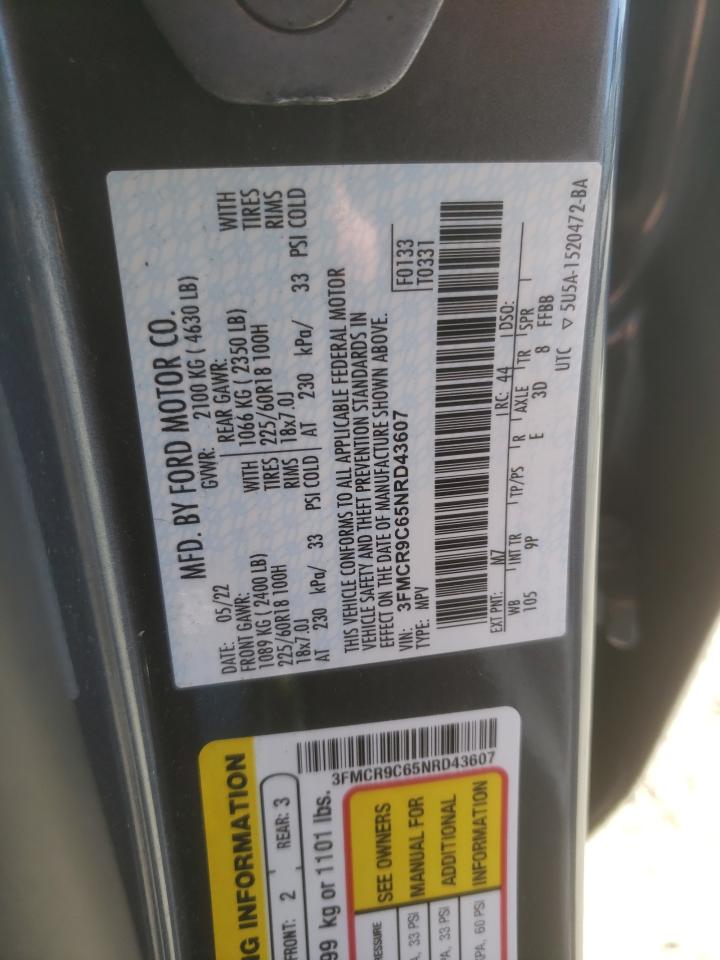 MFD. BY FORD MOTOR CO.
DATE: 05/22 GVWR: 2100 KG ( 4630 LB)
FRONT GAWR: REAR GAWR:
1089 KG ( 2400 LB) WITH 1066 KG ( 2350 LB) WITH
225/60R18 100H TIRES 225/60R18 100H TIRES
18x7.0J RIMS 18x7.0J RIMS
AT 230 kPa/ 33 PSI COLD AT 230 kPa/ 33 PSI COLD
THIS VEHICLE CONFORMS TO ALL APPLICABLE FEDERAL MOTOR
VEHICLE SAFETY AND THEFT PREVENTION STANDARDS IN
EFFECT ON THE DATE OF MANUFACTURE SHOWN ABOVE.
VIN: 3FMCR9C65NRD43607
TYPE: MPV
F0133
T0331
EXT PNT: M7 RC: 44 DSO:
WB INT TR TP/PS R AXLE TR SPR
105 9P E 3D 8 FFBB
UTC ▽ 5U5A-1520472-BA
NG INFORMATION
FRONT: 2 REAR: 3
99 kg or 1101 lbs.
3FMCR9C65NRD43607
SEE OWNERS
MANUAL FOR
ADDITIONAL
INFORMATION
RESSURE
A, 33 PSI
PA, 33 PSI
KPA, 60 PSI